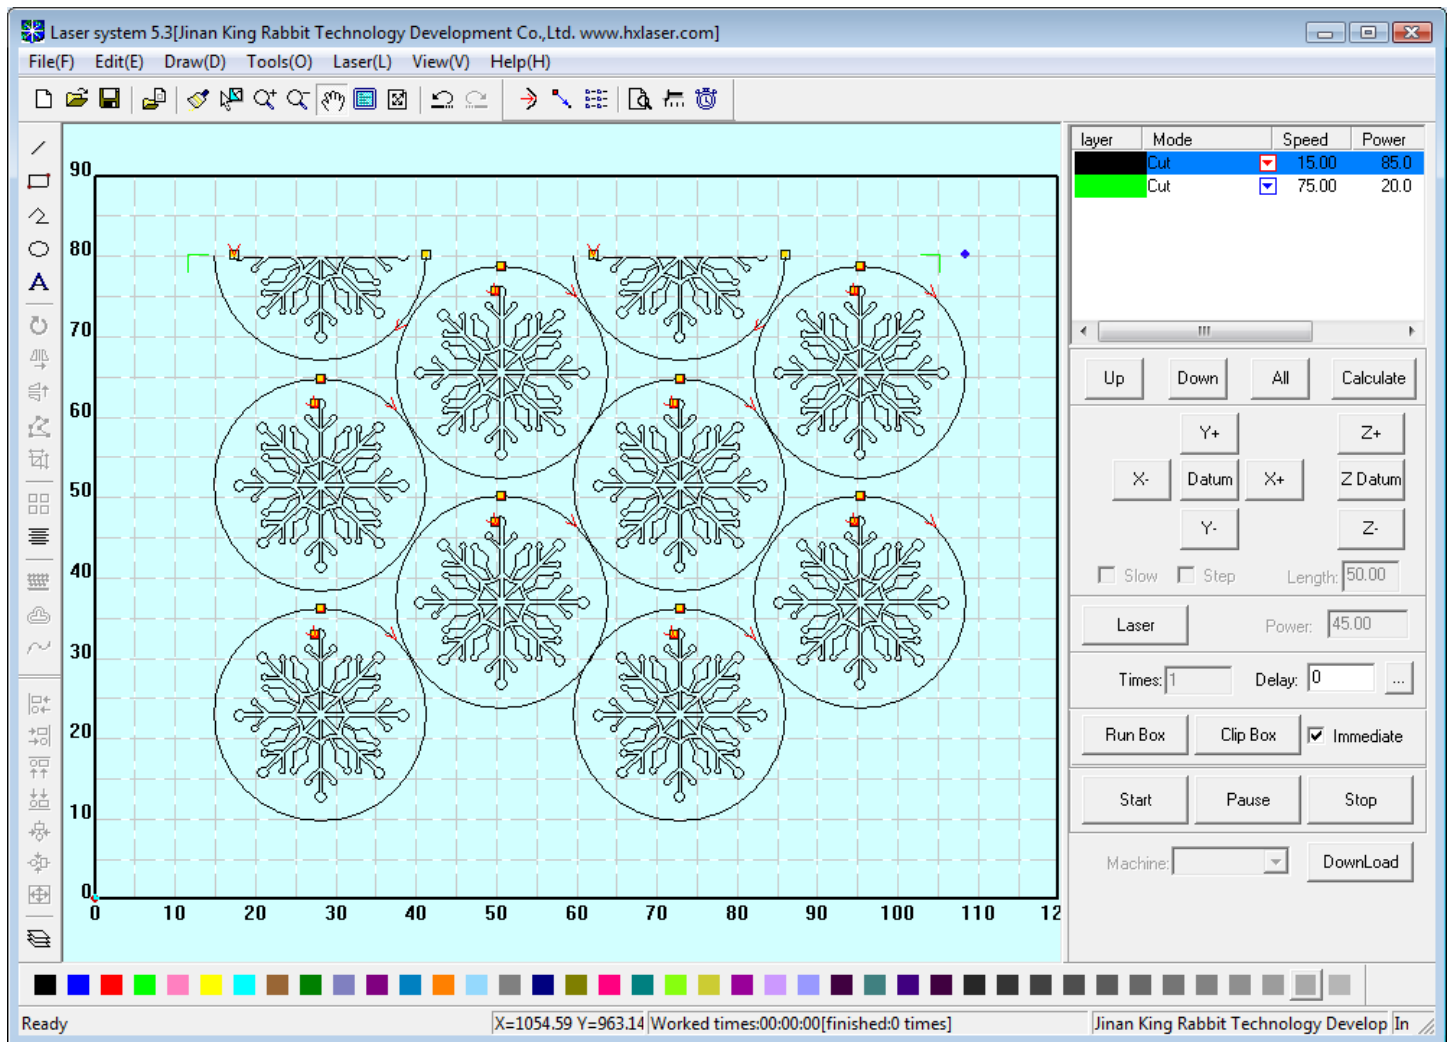 Laser system 5.3[Jinan King Rabbit Technology Development Co.,Ltd. www.hxlaser.com]
File(F) Edit(E) Draw(D) Tools(O) Laser(L) View(V) Help(H)
A
layer Mode Speed Power
Cut 15.00 85.0
Cut 75.00 20.0
90
80
70
60
50
40
30
20
10
0
0 10 20 30 40 50 60 70 80 90 100 110 12
Up Down All Calculate
Y+ Z+
X- Datum X+ Z Datum
Y- Z-
Slow Step Length: 50.00
Laser Power: 45.00
Times: 1 Delay: 0 ...
Run Box Clip Box Immediate
Start Pause Stop
Machine: DownLoad
Ready X=1054.59 Y=963.14 Worked times:00:00:00[finished:0 times] Jinan King Rabbit Technology Develop In